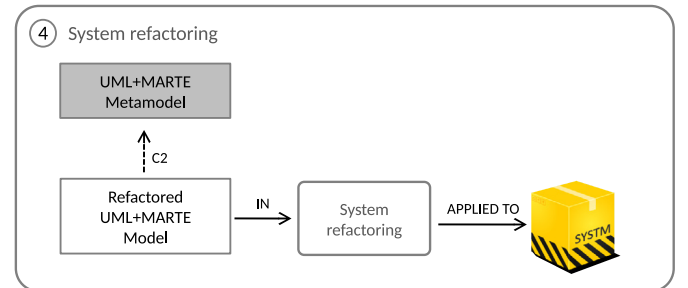 4 System refactoring
UML+MARTE
Metamodel
C2
Refactored
UML+MARTE
Model
IN
System
refactoring
APPLIED TO
SYSTM